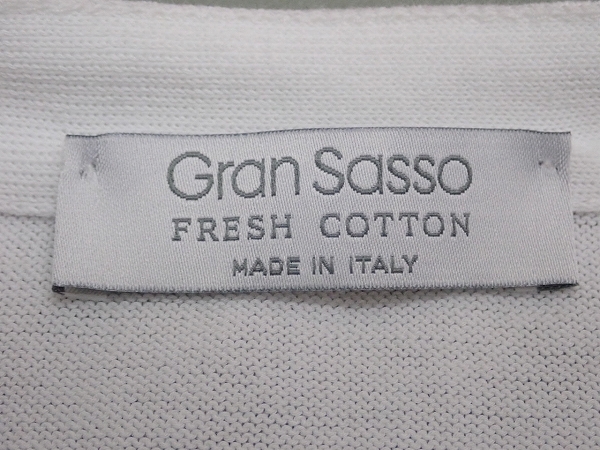 Gran Sasso
FRESH COTTON
MADE IN ITALY